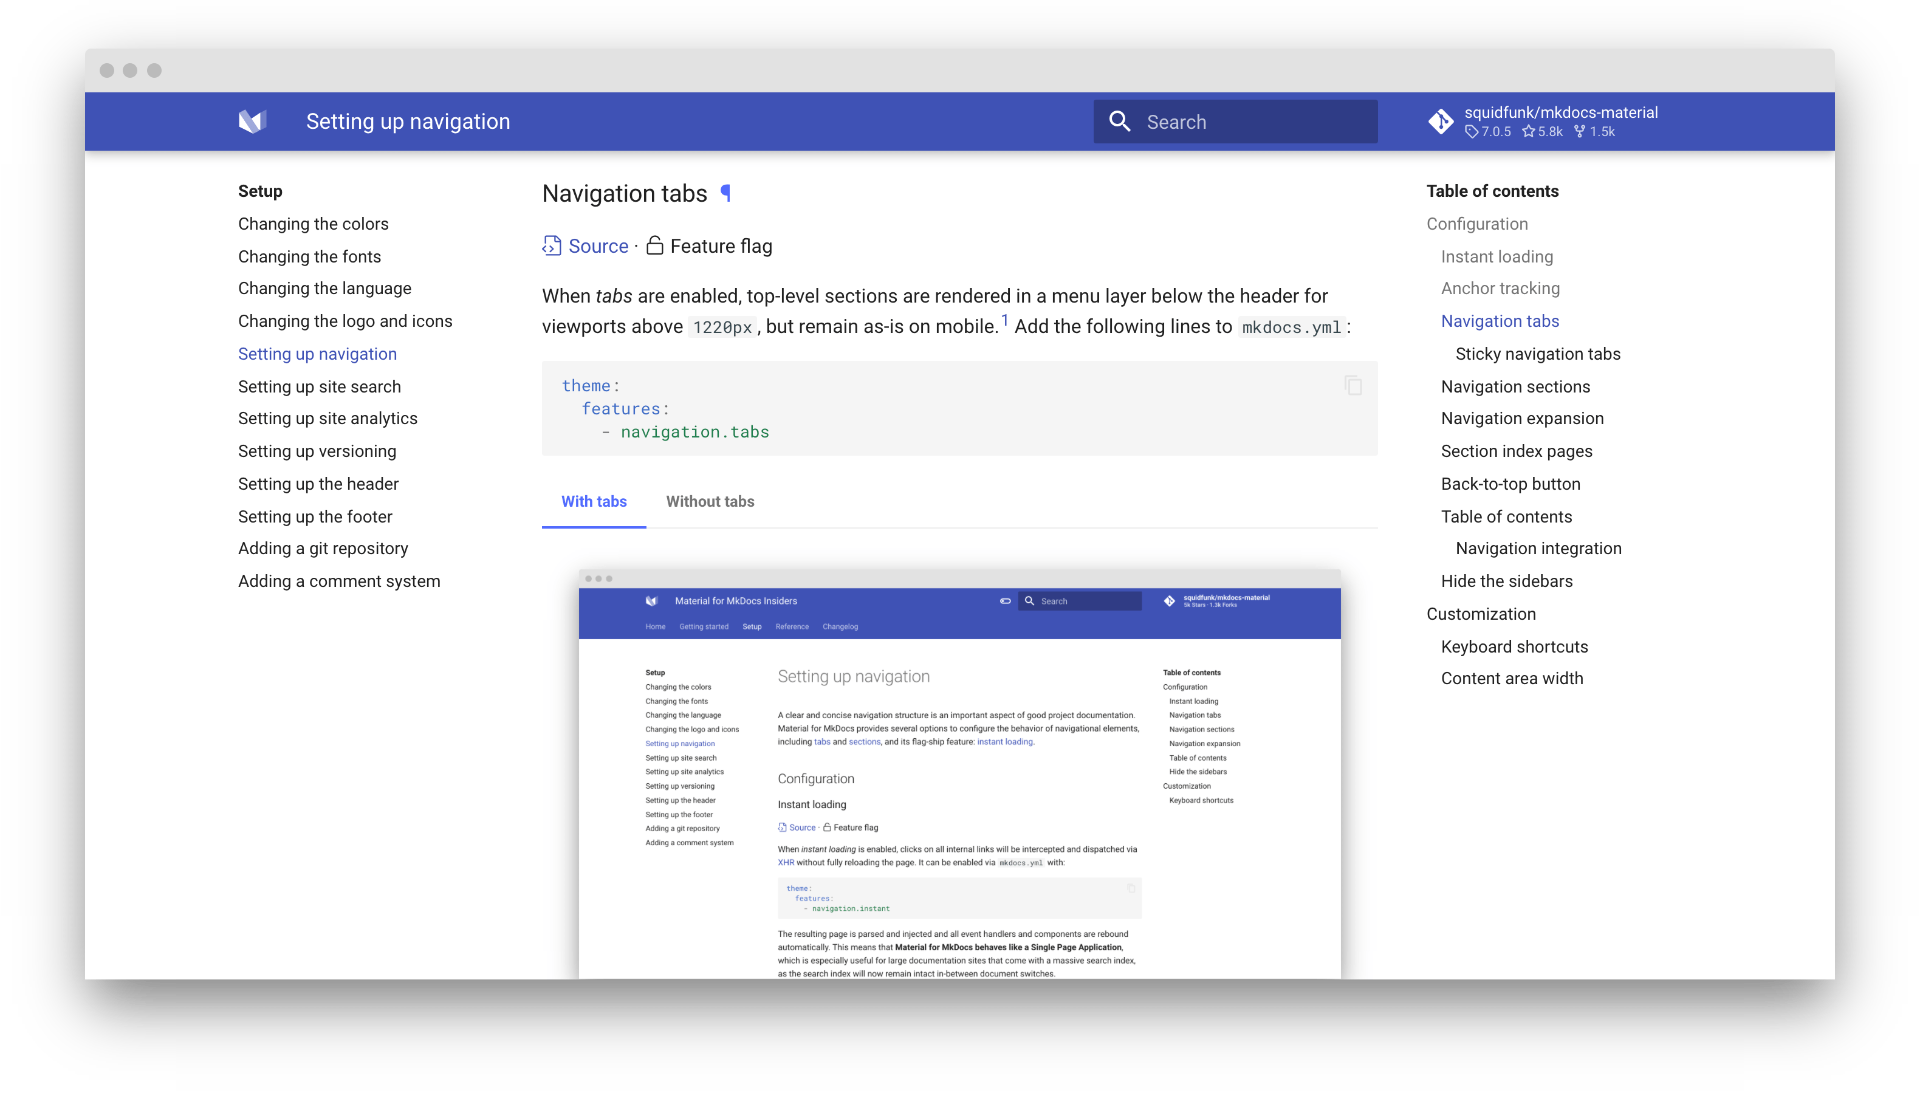 Setting up navigation
Search
squidfunk/mkdocs-material
7.0.5 5.8k 1.5k
Setup
Changing the colors
Changing the fonts
Changing the language
Changing the logo and icons
Setting up navigation
Setting up site search
Setting up site analytics
Setting up versioning
Setting up the header
Setting up the footer
Adding a git repository
Adding a comment system
Navigation tabs ¶
Source · Feature flag
When tabs are enabled, top-level sections are rendered in a menu layer below the header for
viewports above 1220px, but remain as-is on mobile.1 Add the following lines to mkdocs.yml:
theme:
  features:
    - navigation.tabs
With tabs Without tabs
Material for MkDocs Insiders
Search
squidfunk/mkdocs-material
5k Stars · 1.3k Forks
Home Getting started Setup Reference Changelog
Setup
Changing the colors
Changing the fonts
Changing the language
Changing the logo and icons
Setting up navigation
Setting up site search
Setting up site analytics
Setting up versioning
Setting up the header
Setting up the footer
Adding a git repository
Adding a comment system
Setting up navigation
A clear and concise navigation structure is an important aspect of good project documentation.
Material for MkDocs provides several options to configure the behavior of navigational elements,
including tabs and sections, and its flag-ship feature: instant loading.
Configuration
Instant loading
Source · Feature flag
When instant loading is enabled, clicks on all internal links will be intercepted and dispatched via
XHR without fully reloading the page. It can be enabled via mkdocs.yml with:
theme:
  features:
    - navigation.instant
The resulting page is parsed and injected and all event handlers and components are rebound
automatically. This means that Material for MkDocs behaves like a Single Page Application,
which is especially useful for large documentation sites that come with a massive search index,
as the search index will now remain intact in-between document switches.
Table of contents
Configuration
Instant loading
Navigation tabs
Navigation sections
Navigation expansion
Table of contents
Hide the sidebars
Customization
Keyboard shortcuts
Table of contents
Configuration
Instant loading
Anchor tracking
Navigation tabs
Sticky navigation tabs
Navigation sections
Navigation expansion
Section index pages
Back-to-top button
Table of contents
Navigation integration
Hide the sidebars
Customization
Keyboard shortcuts
Content area width